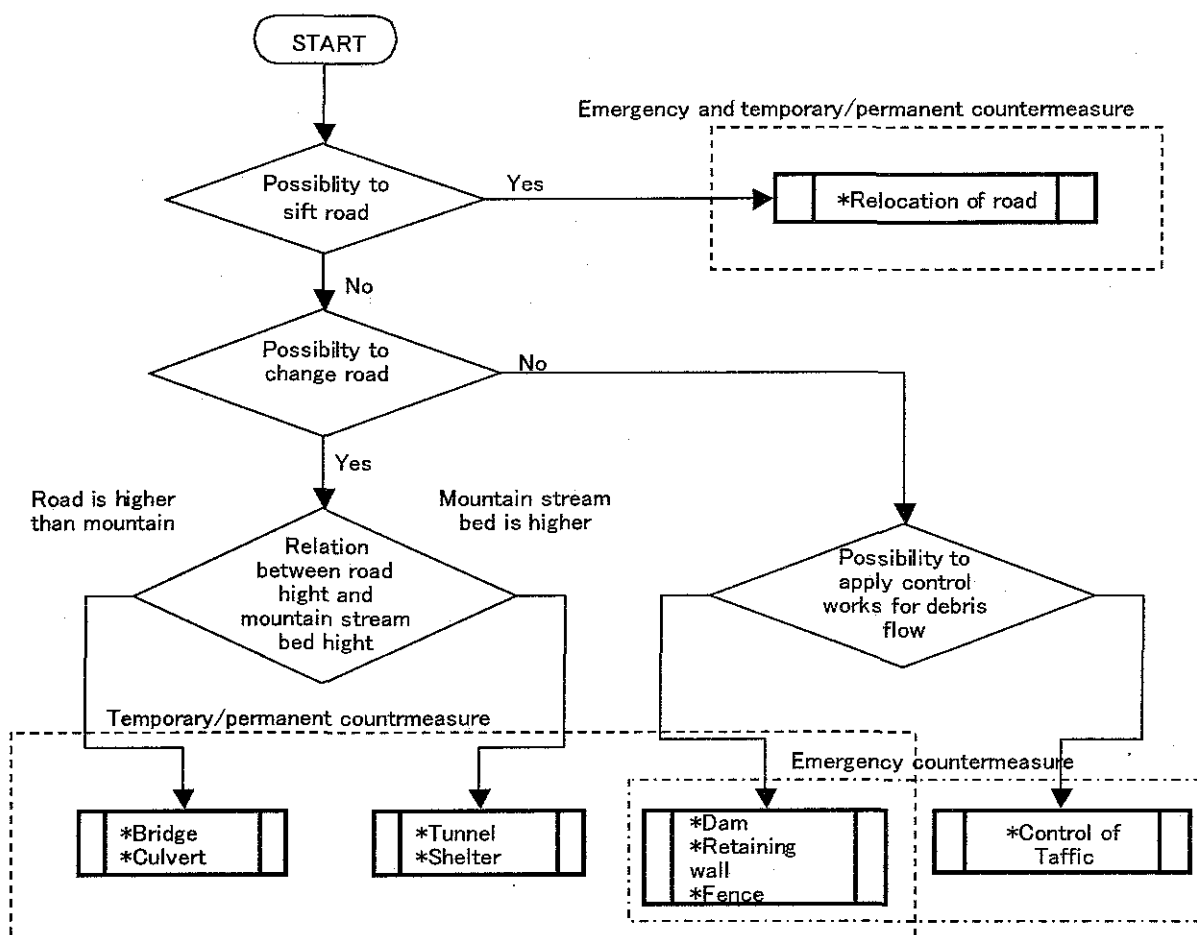 START
Emergency and temporary/permanent countermeasure
Possiblity to
sift road
Yes
*Relocation of road
No
Possibilty to
change road
No
Yes
Road is higher
than mountain
Mountain stream
bed is higher
Relation
between road
hight and
mountain stream
bed hight
Possibility to
apply control
works for debris
flow
Temporary/permanent countrmeasure
Emergency countermeasure
*Bridge
*Culvert
*Tunnel
*Shelter
*Dam
*Retaining
wall
*Fence
*Control of
Taffic